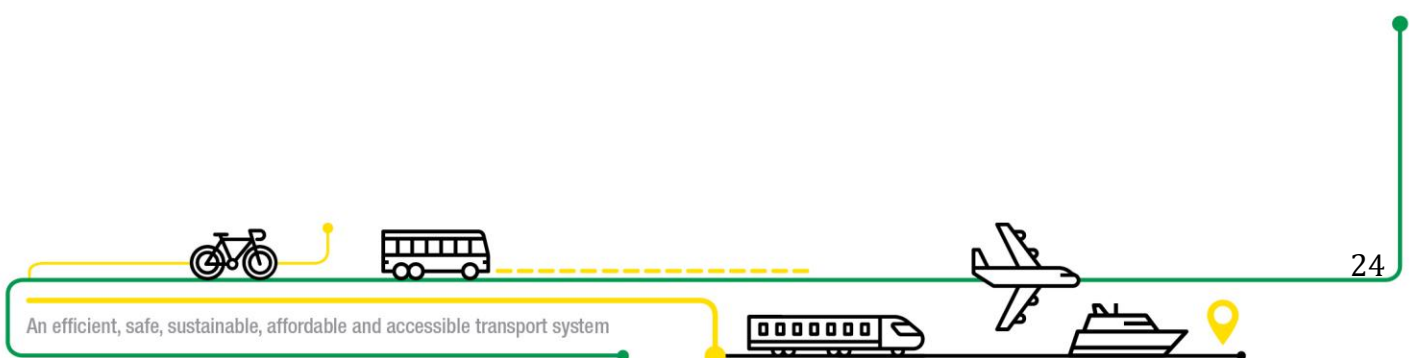 24
An efficient, safe, sustainable, affordable and accessible transport system